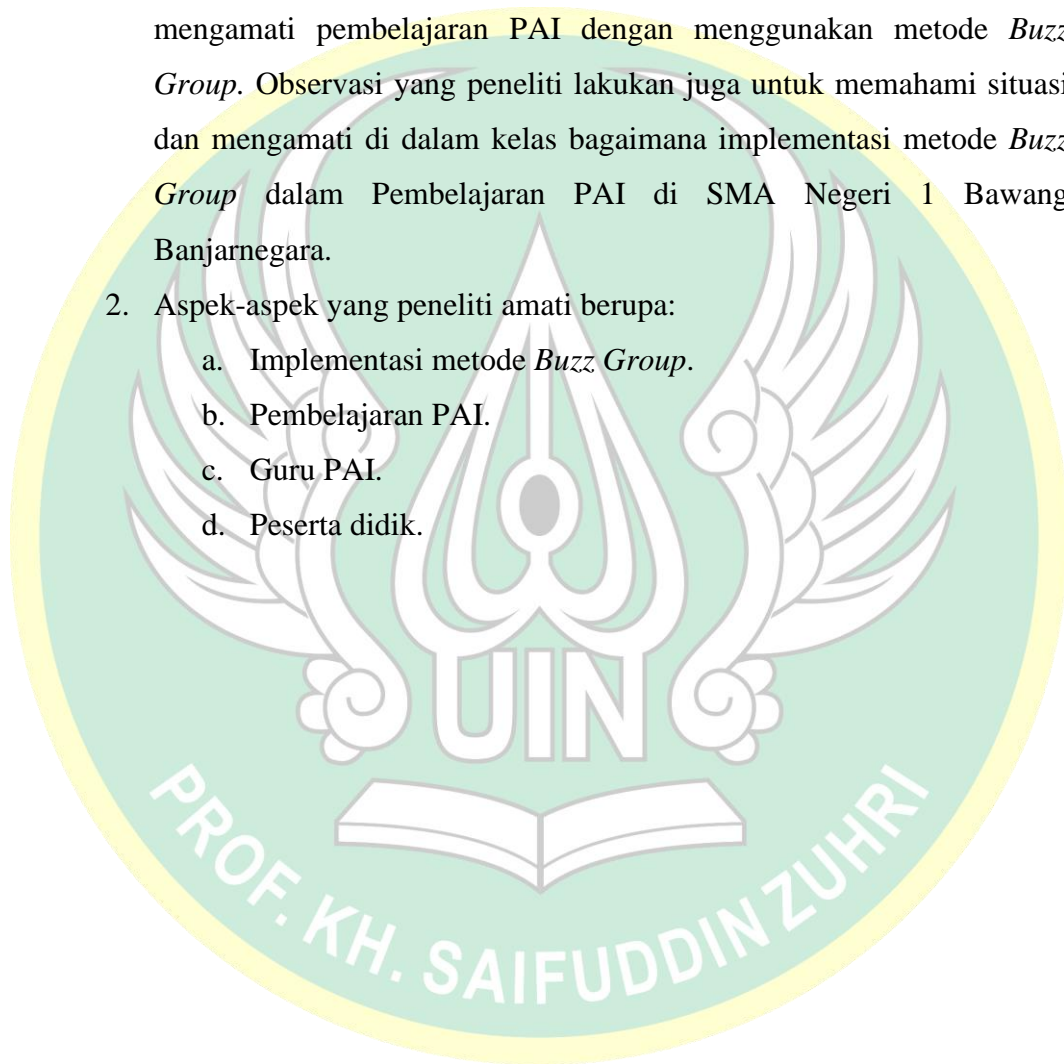 mengamati pembelajaran PAI dengan menggunakan metode Buzz
Group. Observasi yang peneliti lakukan juga untuk memahami situasi
dan mengamati di dalam kelas bagaimana implementasi metode Buzz
Group dalam Pembelajaran PAI di SMA Negeri 1 Bawang
Banjarnegara.
2. Aspek-aspek yang peneliti amati berupa:
a. Implementasi metode Buzz Group.
b. Pembelajaran PAI.
c. Guru PAI.
d. Peserta didik.
UIN
PROF. KH. SAIFUDDIN ZUHRI